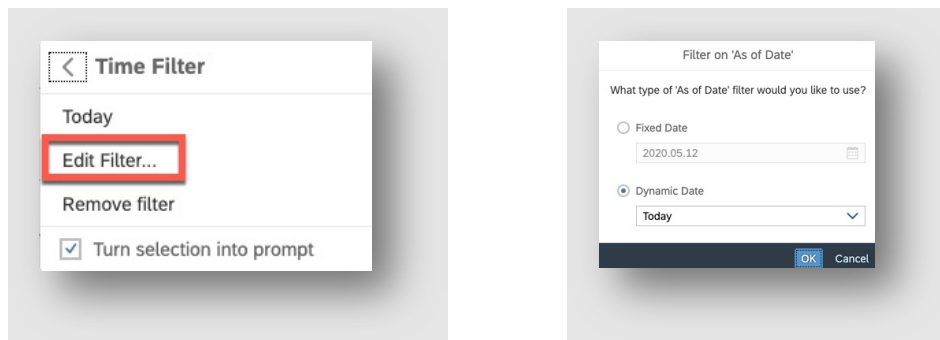 Time Filter
Today
Edit Filter...
Remove filter
Turn selection into prompt
Filter on 'As of Date'
What type of 'As of Date' filter would you like to use?
Fixed Date
2020.05.12
Dynamic Date
Today
OK Cancel